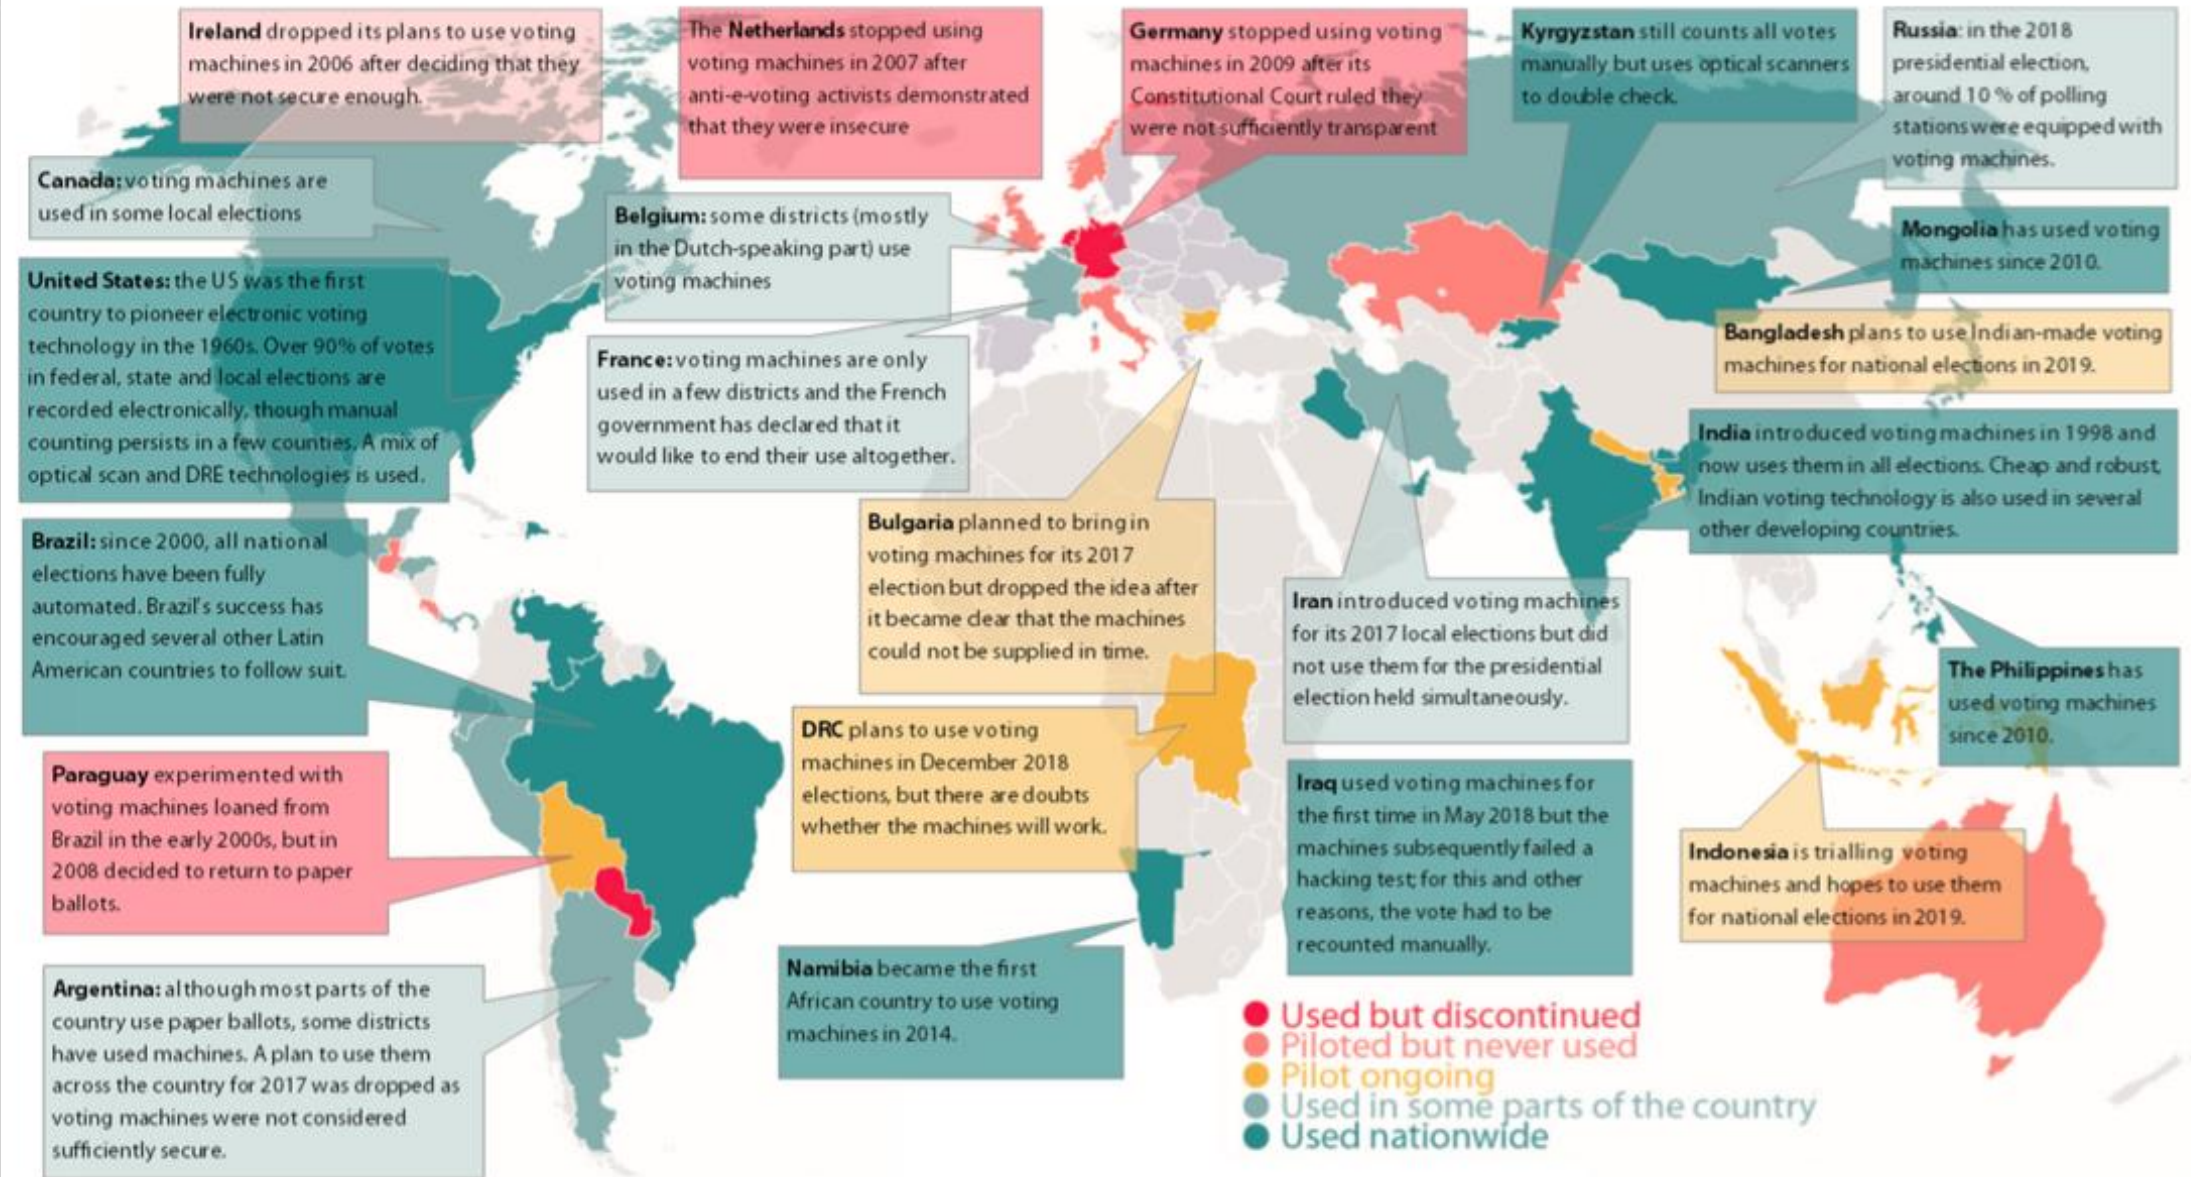 Ireland dropped its plans to use voting
machines in 2006 after deciding that they
were not secure enough.
The Netherlands stopped using
voting machines in 2007 after
anti-e-voting activists demonstrated
that they were insecure
Germany stopped using voting
machines in 2009 after its
Constitutional Court ruled they
were not sufficiently transparent
Kyrgyzstan still counts all votes
manually but uses optical scanners
to double check.
Russia: in the 2018
presidential election,
around 10 % of polling
stations were equipped with
voting machines.
Canada: voting machines are
used in some local elections
Belgium: some districts (mostly
in the Dutch-speaking part) use
voting machines
Mongolia has used voting
machines since 2010.
United States: the US was the first
country to pioneer electronic voting
technology in the 1960s. Over 90% of votes
in federal, state and local elections are
recorded electronically, though manual
counting persists in a few counties. A mix of
optical scan and DRE technologies is used.
France: voting machines are only
used in a few districts and the French
government has declared that it
would like to end their use altogether.
Bangladesh plans to use Indian-made voting
machines for national elections in 2019.
India introduced voting machines in 1998 and
now uses them in all elections. Cheap and robust,
Indian voting technology is also used in several
other developing countries.
Brazil: since 2000, all national
elections have been fully
automated. Brazil's success has
encouraged several other Latin
American countries to follow suit.
Bulgaria planned to bring in
voting machines for its 2017
election but dropped the idea after
it became clear that the machines
could not be supplied in time.
Iran introduced voting machines
for its 2017 local elections but did
not use them for the presidential
election held simultaneously.
The Philippines has
used voting machines
since 2010.
Paraguay experimented with
voting machines loaned from
Brazil in the early 2000s, but in
2008 decided to return to paper
ballots.
DRC plans to use voting
machines in December 2018
elections, but there are doubts
whether the machines will work.
Iraq used voting machines for
the first time in May 2018 but the
machines subsequently failed a
hacking test; for this and other
reasons, the vote had to be
recounted manually.
Indonesia is trialling voting
machines and hopes to use them
for national elections in 2019.
Argentina: although most parts of the
country use paper ballots, some districts
have used machines. A plan to use them
across the country for 2017 was dropped as
voting machines were not considered
sufficiently secure.
Namibia became the first
African country to use voting
machines in 2014.
Used but discontinued
Piloted but never used
Pilot ongoing
Used in some parts of the country
Used nationwide